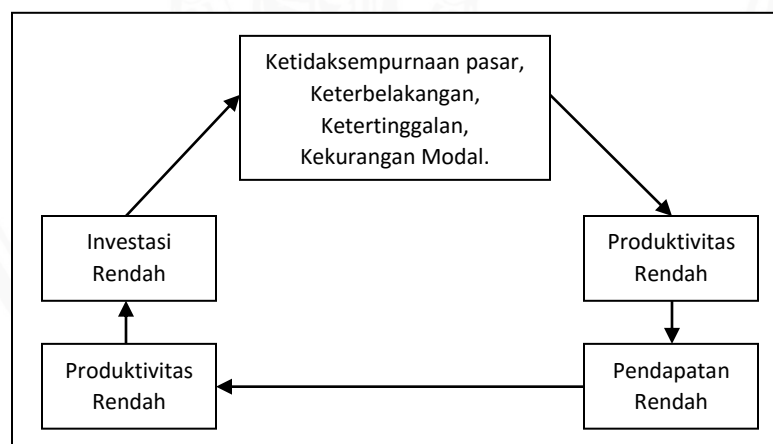 Ketidaksempurnaan pasar,
Keterbelakangan,
Ketertinggalan,
Kekurangan Modal.
Investasi
Rendah
Produktivitas
Rendah
Produktivitas
Rendah
Pendapatan
Rendah